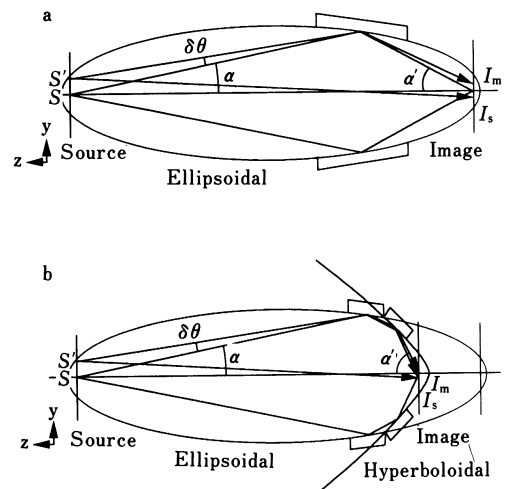 a
δθ
S′
α
α′
I_m
S
I_s
y
z
Source
Image
Ellipsoidal
b
δθ
S′
α
α′
S
I_m
I_s
y
z
Source
Image
Ellipsoidal
Hyperboloidal